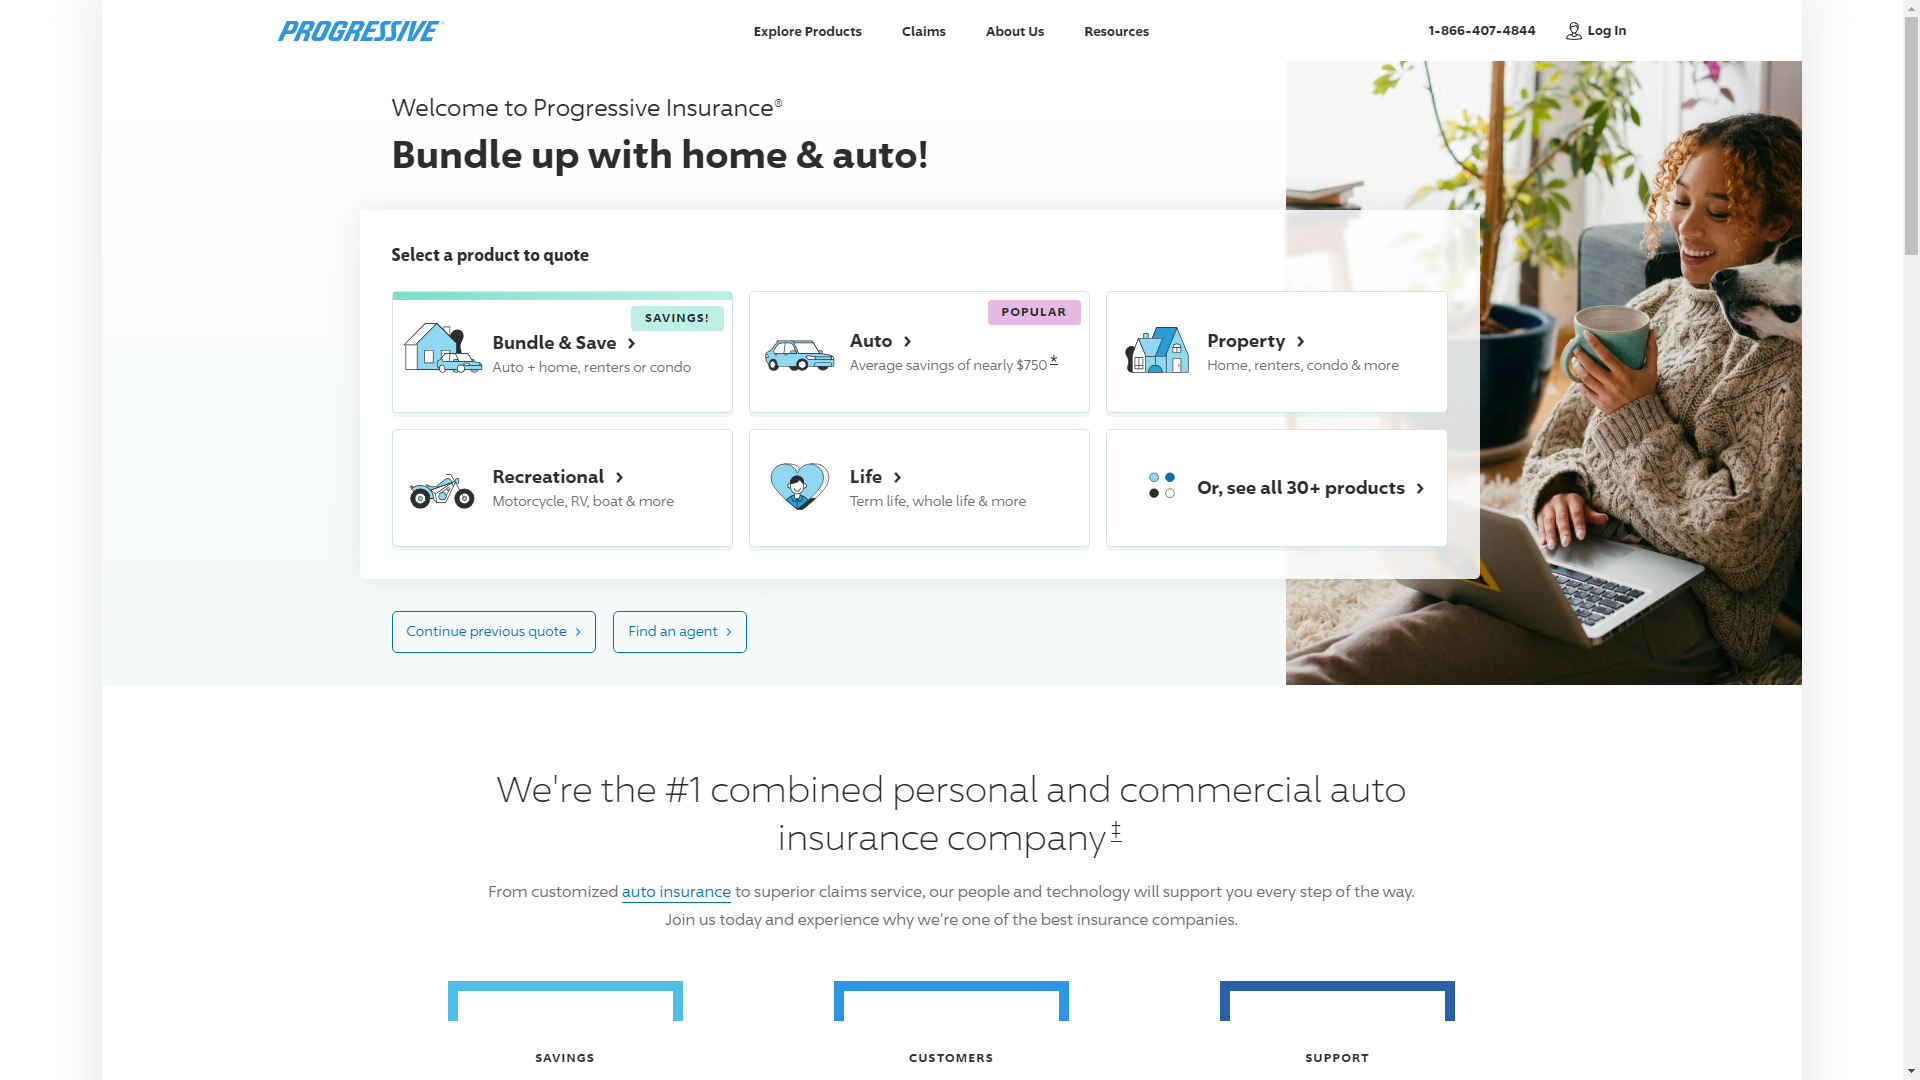 PROGRESSIVE®
Explore Products
Claims
About Us
Resources
1-866-407-4844
Log In
Welcome to Progressive Insurance®
Bundle up with home & auto!
Select a product to quote
SAVINGS!
Bundle & Save
Auto + home, renters or condo
POPULAR
Auto
Average savings of nearly $750 *
Property
Home, renters, condo & more
Recreational
Motorcycle, RV, boat & more
Life
Term life, whole life & more
Or, see all 30+ products
Continue previous quote
Find an agent
We're the #1 combined personal and commercial auto
insurance company ‡
From customized auto insurance to superior claims service, our people and technology will support you every step of the way.
Join us today and experience why we're one of the best insurance companies.
SAVINGS
CUSTOMERS
SUPPORT